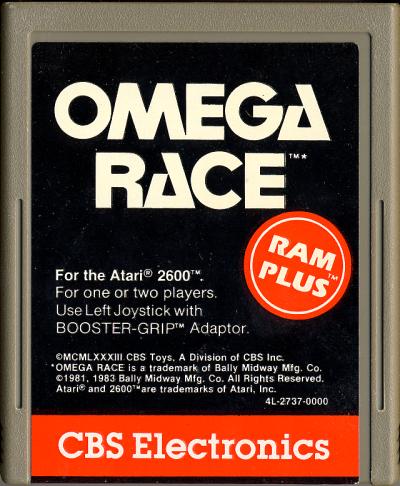 OMEGA
RACE™*
RAM
PLUS™
For the Atari® 2600™.
For one or two players.
Use Left Joystick with
BOOSTER-GRIP™ Adaptor.
©MCMLXXXIII CBS Toys, A Division of CBS Inc.
*OMEGA RACE is a trademark of Bally Midway Mfg. Co.
©1981, 1983 Bally Midway Mfg. Co. All Rights Reserved.
Atari® and 2600™are trademarks of Atari, Inc.
4L-2737-0000
CBS Electronics